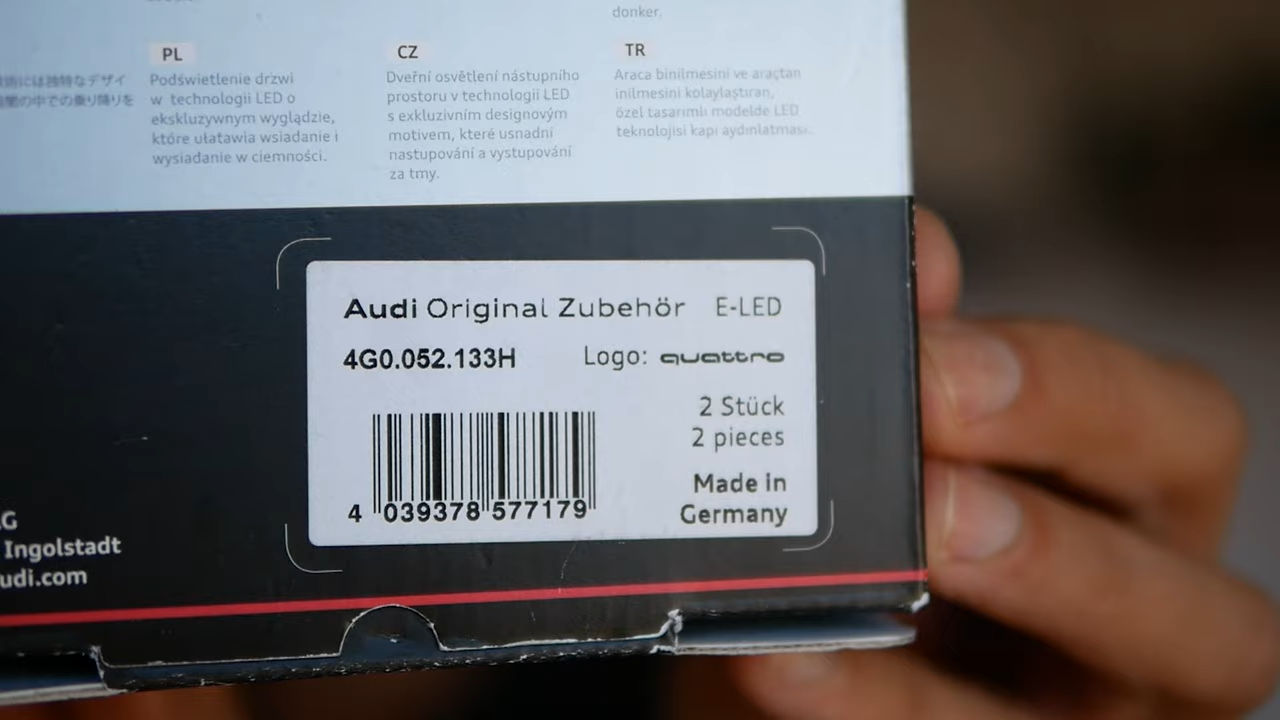 donker.
PL
Podświetlenie drzwi
w technologii LED o
ekskluzywnym wyglądzie,
które ułatawia wsiadanie i
wysiadanie w ciemności.
CZ
Dveřní osvětlení nástupního
prostoru v technologii LED
s exkluzivním designovým
motivem, které usnadní
nastupování a vystupování
za tmy.
TR
Araca binilmesini ve araçtan
inilmesini kolaylaştıran,
özel tasarımlı modelde LED
teknolojisi kapı aydınlatması.
Audi Original Zubehör E-LED
4G0.052.133H Logo: quattro
2 Stück
2 pieces
Made in
Germany
4 039378 577179
G
Ingolstadt
udi.com